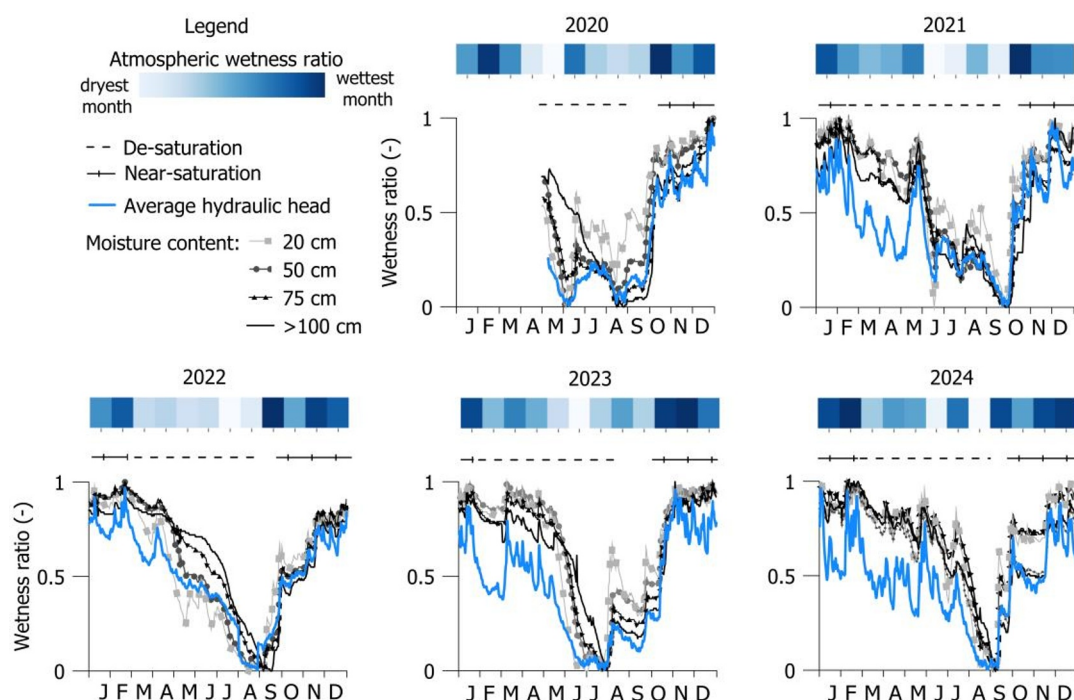 Legend
Atmospheric wetness ratio
dryest month
wettest month
De-saturation
Near-saturation
Average hydraulic head
Moisture content:
20 cm
50 cm
75 cm
>100 cm
2020
Wetness ratio (-)
1
0.5
0
J F M A M J J A S O N D
2021
1
0.5
0
J F M A M J J A S O N D
2022
Wetness ratio (-)
1
0.5
0
J F M A M J J A S O N D
2023
1
0.5
0
J F M A M J J A S O N D
2024
1
0.5
0
J F M A M J J A S O N D